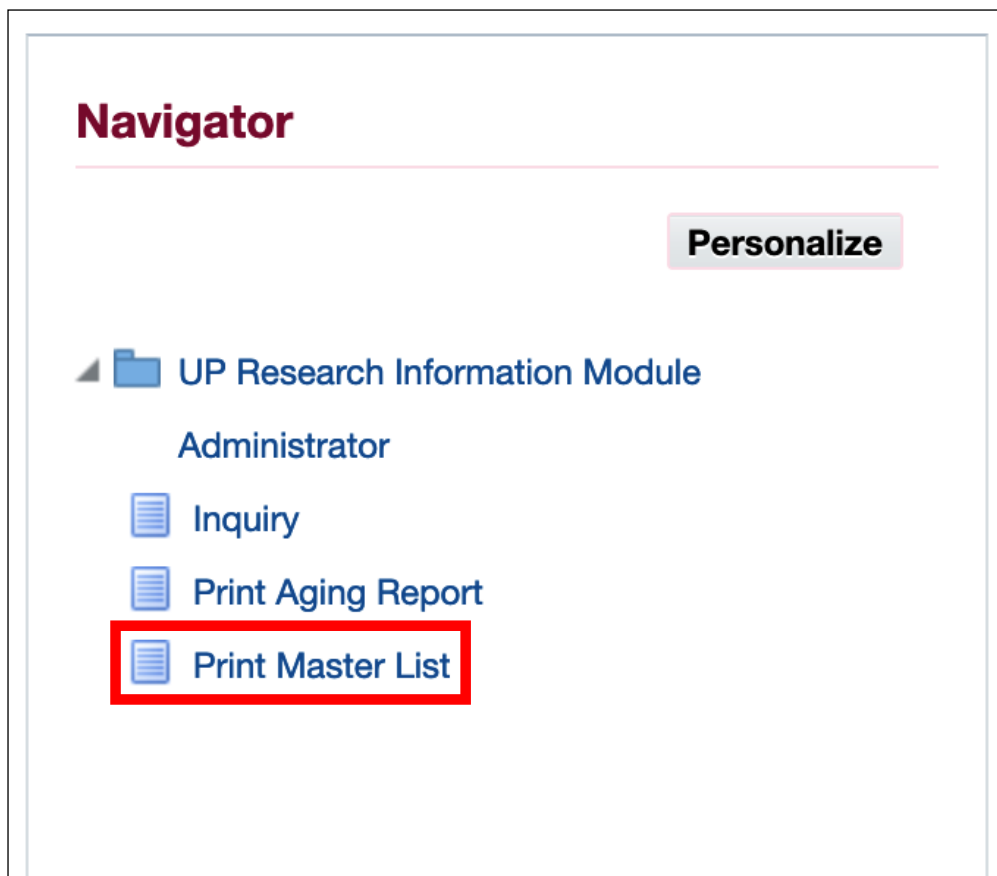 Navigator
Personalize
UP Research Information Module
Administrator
Inquiry
Print Aging Report
Print Master List